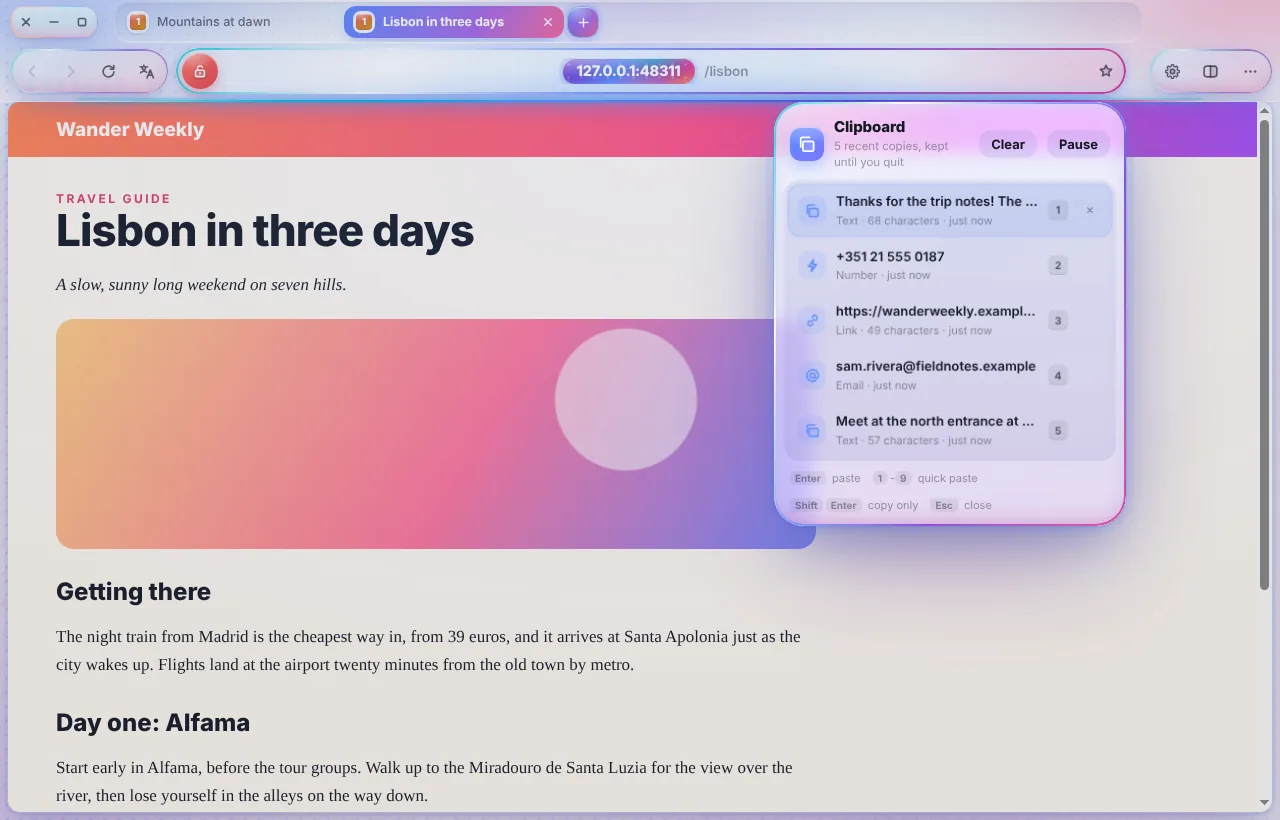 1 Mountains at dawn
1 Lisbon in three days
127.0.0.1:48311 /lisbon
Wander Weekly
Clipboard
5 recent copies, kept
until you quit
Clear
Pause
Thanks for the trip notes! The ...
Text · 68 characters · just now
1
+351 21 555 0187
Number · just now
2
https://wanderweekly.exampl...
Link · 49 characters · just now
3
sam.rivera@fieldnotes.example
Email · just now
4
Meet at the north entrance at ...
Text · 57 characters · just now
5
Enter paste 1 - 9 quick paste
Shift Enter copy only Esc close
TRAVEL GUIDE
Lisbon in three days
A slow, sunny long weekend on seven hills.
Getting there
The night train from Madrid is the cheapest way in, from 39 euros, and it arrives at Santa Apolonia just as the
city wakes up. Flights land at the airport twenty minutes from the old town by metro.
Day one: Alfama
Start early in Alfama, before the tour groups. Walk up to the Miradouro de Santa Luzia for the view over the
river, then lose yourself in the alleys on the way down.